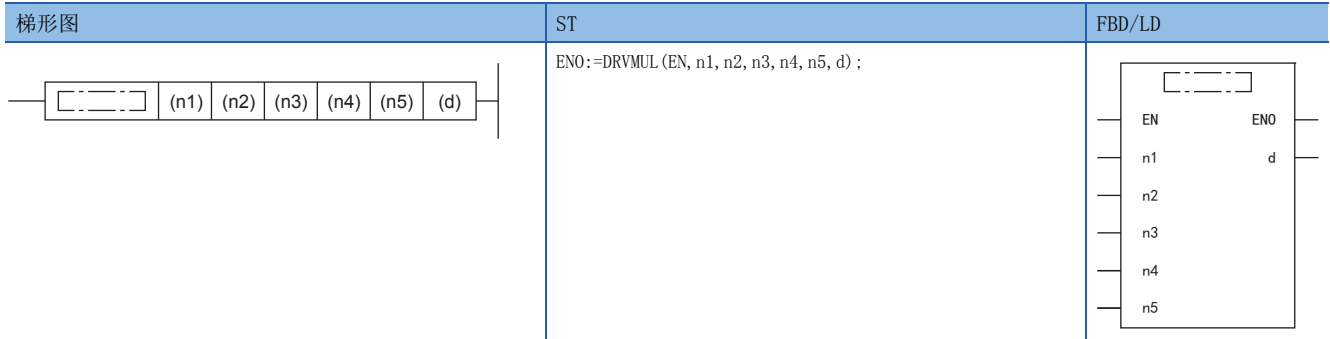 梯形图 ST FBD/LD
(n1) (n2) (n3) (n4) (n5) (d)
ENO:=DRVMUL(EN,n1,n2,n3,n4,n5,d);
EN ENO
n1 d
n2
n3
n4
n5